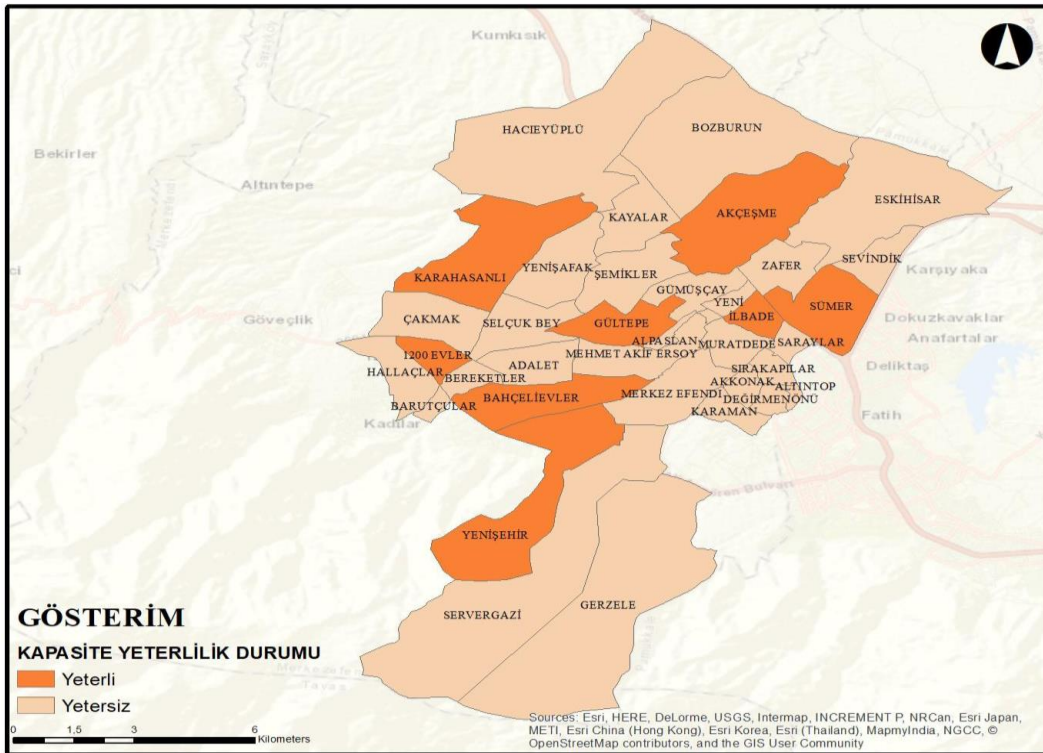 Kumkısık
HACIEYÜPLÜ
BOZBURUN
Pamukkale
Bekirler
Altıntepe
ESKİHİSAR
KAYALAR
AKÇEŞME
YENİŞAFAK
ZAFER
SEVİNDİK
Karşıyaka
KARAHASANLI
ŞEMİKLER
GÜMÜŞÇAY
YENİ
SÜMER
Göveçlik
ÇAKMAK
SELÇUK BEY
GÜLTEPE
İLBADE
Dokuzkavaklar
Anafartalar
ALPASLAN
MURATDEDE
SARAYLAR
1200 EVLER
MEHMET AKİF ERSOY
HALLAÇLAR
ADALET
SIRAKAPILAR
Deliktaş
BEREKETLER
AKKONAK
ALTINTOP
BARUTÇULAR
BAHÇELİEVLER
MERKEZ EFENDI
DEĞİRMENÖNÜ
KARAMAN
Fatih
Kadılar
YENİŞEHİR
SERVERGAZİ
GERZELE
GÖSTERİM
KAPASİTE YETERLİLİK DURUMU
Yeterli
Yetersiz
0 1,5 3 6
Kilometers
Sources: Esri, HERE, DeLorme, USGS, Intermap, INCREMENT P, NRCan, Esri Japan,
METI, Esri China (Hong Kong), Esri Korea, Esri (Thailand), MapmyIndia, NGCC, ©
OpenStreetMap contributors, and the GIS User Community